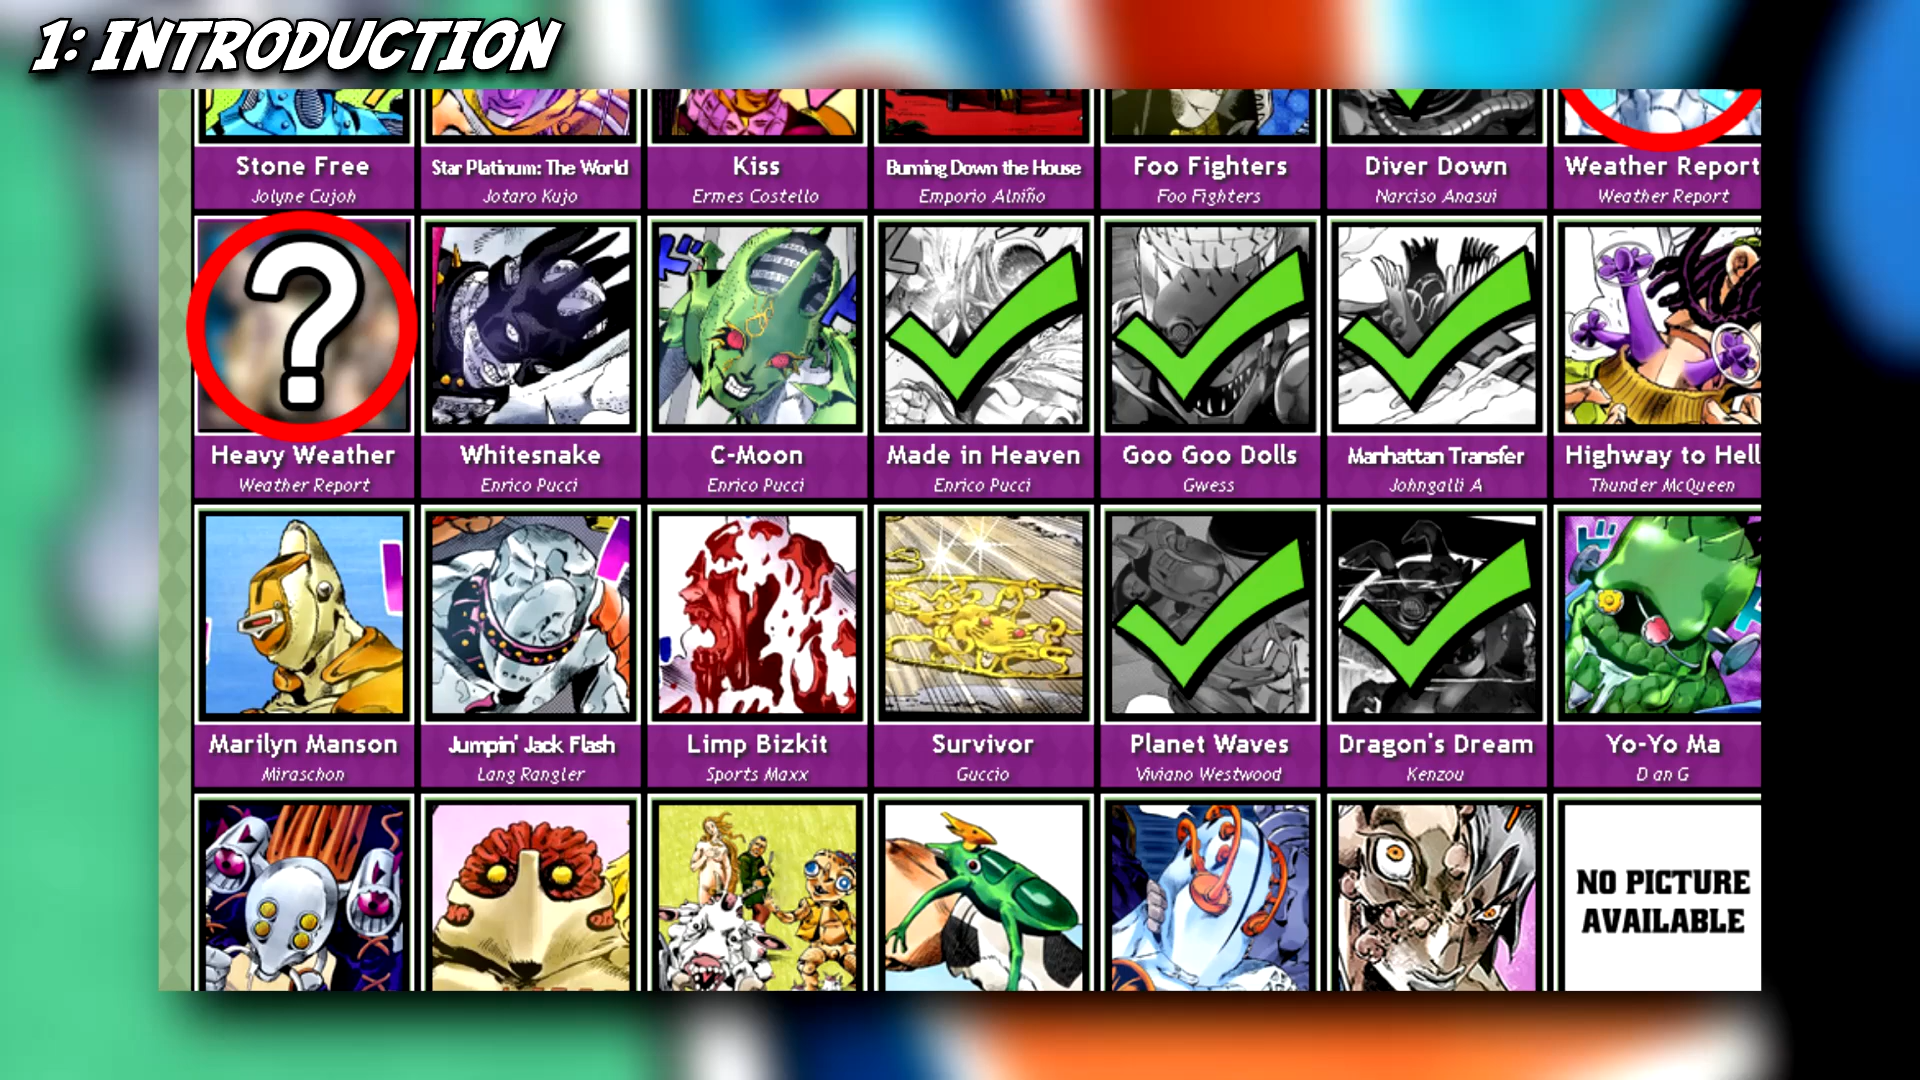 1: INTRODUCTION
Stone Free
Jolyne Cujoh
Star Platinum: The World
Jotaro Kujo
Kiss
Ermes Costello
Burning Down the House
Emporio Alniño
Foo Fighters
Foo Fighters
Diver Down
Narciso Anasui
Weather Report
Weather Report
?
Heavy Weather
Weather Report
Whitesnake
Enrico Pucci
C-Moon
Enrico Pucci
Made in Heaven
Enrico Pucci
Goo Goo Dolls
Gwess
Manhattan Transfer
Johngalli A
Highway to Hell
Thunder McQueen
Marilyn Manson
Miraschon
Jumpin' Jack Flash
Lang Rangler
Limp Bizkit
Sports Maxx
Survivor
Guccio
Planet Waves
Viviano Westwood
Dragon's Dream
Kenzou
Yo-Yo Ma
D an G
NO PICTURE
AVAILABLE